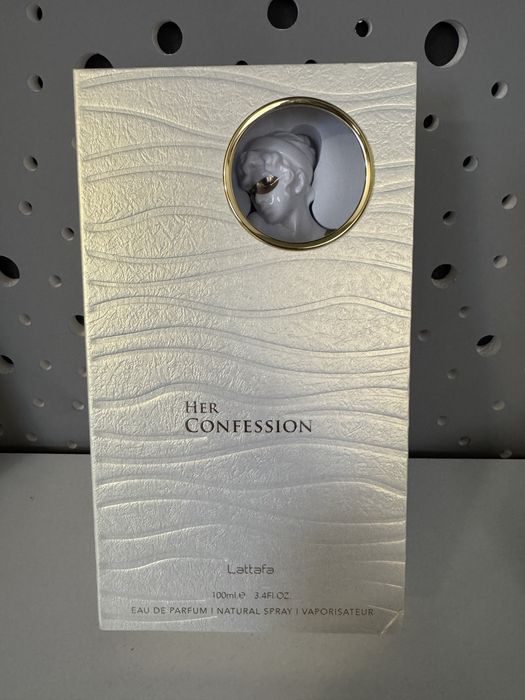 HER
CONFESSION
Lattafa
100ml.e 3.4FL.OZ.
EAU DE PARFUM | NATURAL SPRAY | VAPORISATEUR